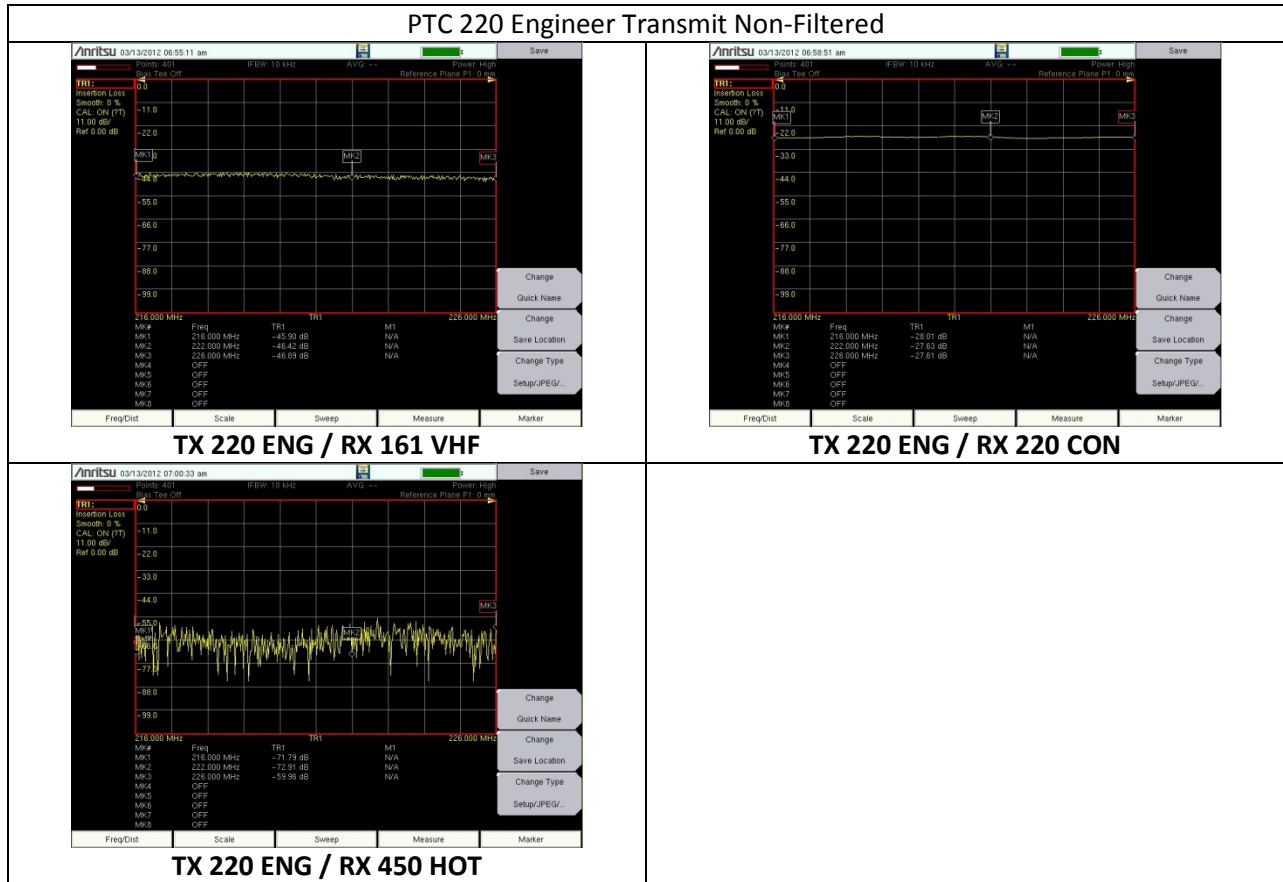 PTC 220 Engineer Transmit Non-Filtered
Anritsu 03/13/2012 06:55:11 am
Save
Points: 401 IFBW: 10 kHz AVG: -- Power: High
Bias Tee Off Reference Plane P1: 0 mm
TR1:
Insertion Loss
Smooth: 0 %
CAL: ON (?T)
11.00 dB/
Ref 0.00 dB
0.0
-11.0
-22.0
MK1 MK2 MK3
-44.0
-55.0
-66.0
-77.0
-88.0
-99.0
216.000 MHz TR1 226.000 MHz
MK# Freq TR1 M1
MK1 216.000 MHz -45.90 dB N/A
MK2 222.000 MHz -46.42 dB N/A
MK3 226.000 MHz -46.89 dB N/A
MK4 OFF
MK5 OFF
MK6 OFF
MK7 OFF
MK8 OFF
Change
Quick Name
Change
Save Location
Change Type
Setup/JPEG/...
Freq/Dist Scale Sweep Measure Marker
TX 220 ENG / RX 161 VHF
Anritsu 03/13/2012 06:58:51 am
Save
Points: 401 IFBW: 10 kHz AVG: -- Power: High
Bias Tee Off Reference Plane P1: 0 mm
TR1:
Insertion Loss
Smooth: 0 %
CAL: ON (?T)
11.00 dB/
Ref 0.00 dB
0.0
-11.0
MK1 MK2 MK3
-22.0
-33.0
-44.0
-55.0
-66.0
-77.0
-88.0
-99.0
216.000 MHz TR1 226.000 MHz
MK# Freq TR1 M1
MK1 216.000 MHz -28.01 dB N/A
MK2 222.000 MHz -27.63 dB N/A
MK3 226.000 MHz -27.61 dB N/A
MK4 OFF
MK5 OFF
MK6 OFF
MK7 OFF
MK8 OFF
Change
Quick Name
Change
Save Location
Change Type
Setup/JPEG/...
Freq/Dist Scale Sweep Measure Marker
TX 220 ENG / RX 220 CON
Anritsu 03/13/2012 07:00:33 am
Save
Points: 401 IFBW: 10 kHz AVG: -- Power: High
Bias Tee Off Reference Plane P1: 0 mm
TR1:
Insertion Loss
Smooth: 0 %
CAL: ON (?T)
11.00 dB/
Ref 0.00 dB
0.0
-11.0
-22.0
-33.0
-44.0
MK3
-55.0
MK1 MK2
-77.0
-88.0
-99.0
216.000 MHz TR1 226.000 MHz
MK# Freq TR1 M1
MK1 216.000 MHz -71.79 dB N/A
MK2 222.000 MHz -72.91 dB N/A
MK3 226.000 MHz -59.96 dB N/A
MK4 OFF
MK5 OFF
MK6 OFF
MK7 OFF
MK8 OFF
Change
Quick Name
Change
Save Location
Change Type
Setup/JPEG/...
Freq/Dist Scale Sweep Measure Marker
TX 220 ENG / RX 450 HOT